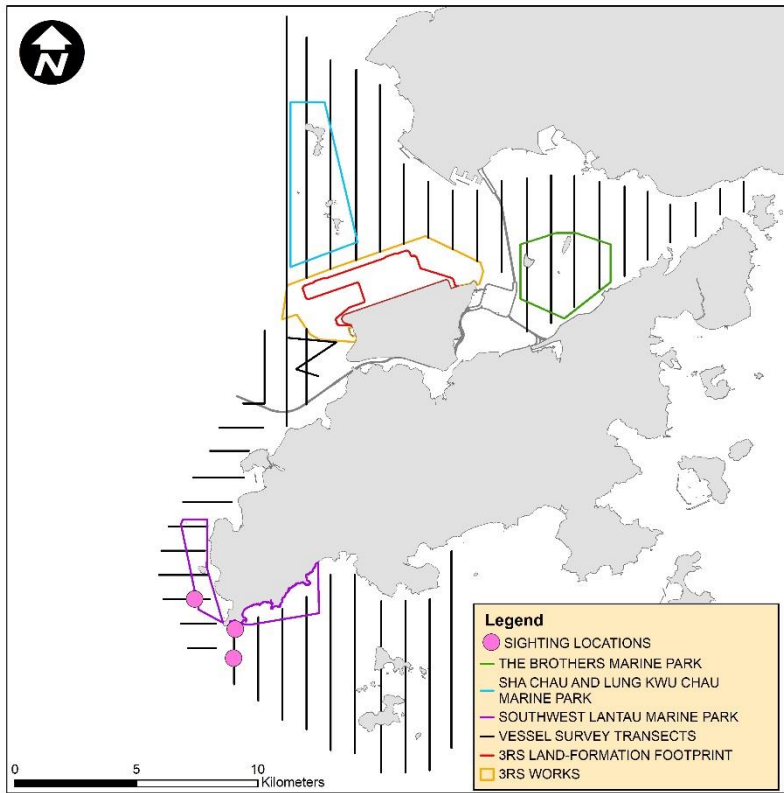 N
Legend
SIGHTING LOCATIONS
THE BROTHERS MARINE PARK
SHA CHAU AND LUNG KWU CHAU
MARINE PARK
SOUTHWEST LANTAU MARINE PARK
VESSEL SURVEY TRANSECTS
3RS LAND-FORMATION FOOTPRINT
3RS WORKS
0 5 10
Kilometers